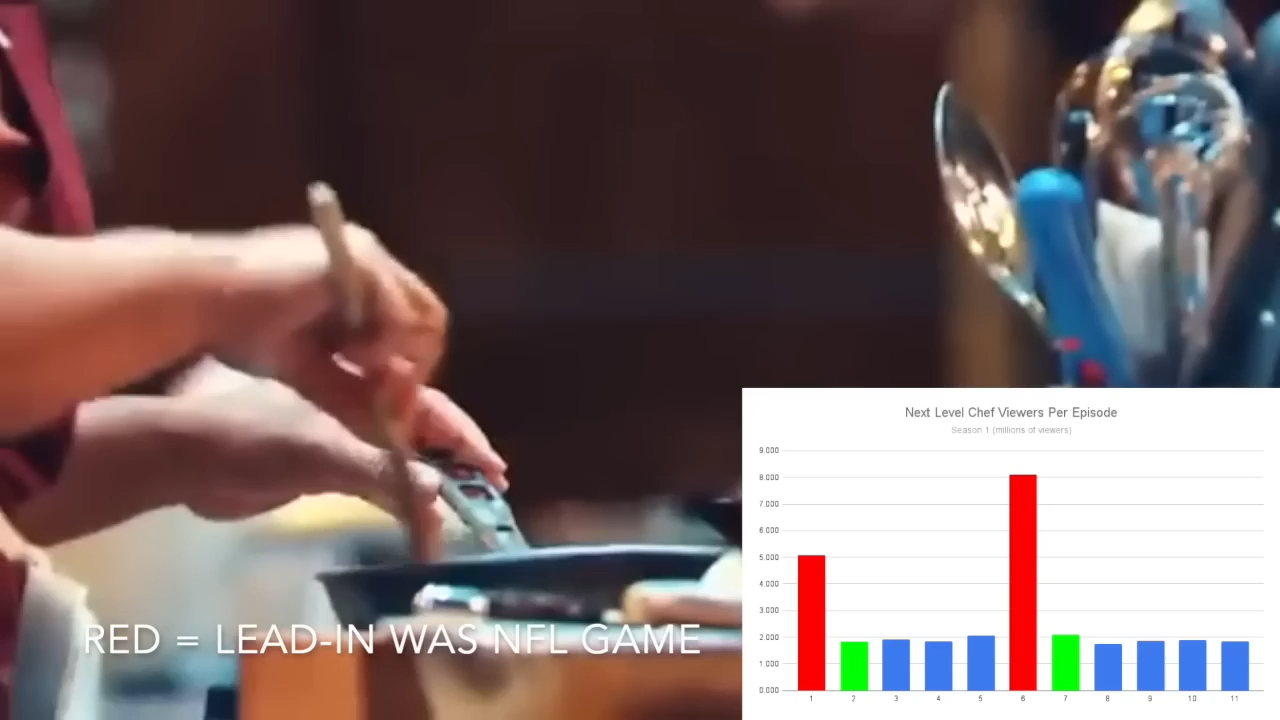 RED = LEAD-IN WAS NFL GAME
Next Level Chef Viewers Per Episode
Season 1 (millions of viewers)
9.000
8.000
7.000
6.000
5.000
4.000
3.000
2.000
1.000
0.000
1 2 3 4 5 6 7 8 9 10 11